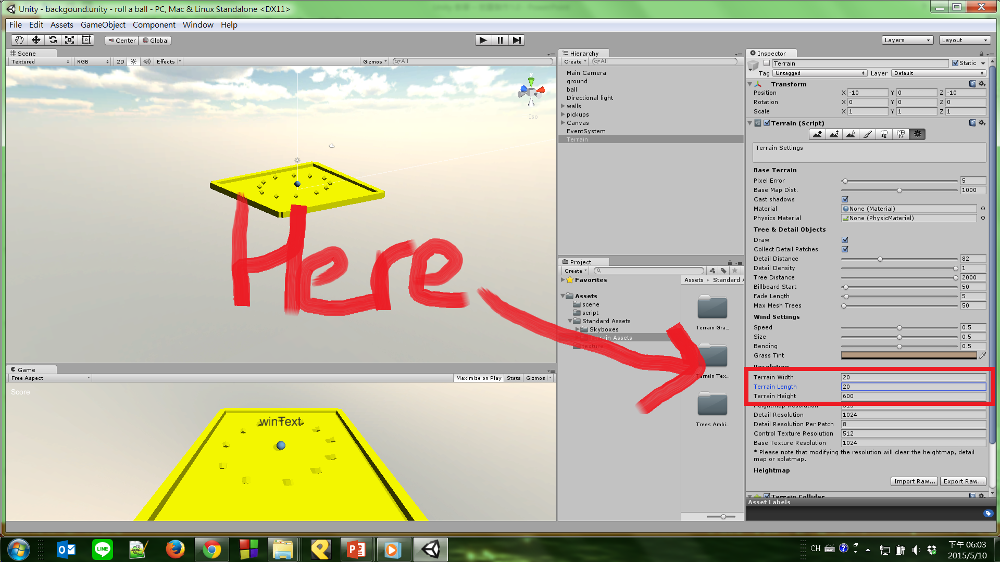 Unity - backgound.unity - roll a ball - PC, Mac & Linux Standalone <DX11>
File Edit Assets GameObject Component Window Help
Center Global
Layers Layout
Scene
Textured RGB 2D Effects Gizmos All
Iso
Here
Game
Free Aspect Maximize on Play Stats Gizmos
Score
winText
Hierarchy
Create All
Main Camera
ground
ball
Directional light
walls
pickups
Canvas
EventSystem
Terrain
Project
Create
Favorites
Assets
scene
script
Standard Assets
Skyboxes
Terrain Assets
texture
Assets Standard A
Terrain Gra...
Terrain Tex...
Trees Ambi...
Inspector
Terrain Static
Tag Untagged Layer Default
Transform
Position X -10 Y 0 Z -10
Rotation X 0 Y 0 Z 0
Scale X 1 Y 1 Z 1
Terrain (Script)
Terrain Settings
Base Terrain
Pixel Error 5
Base Map Dist. 1000
Cast shadows
Material None (Material)
Physics Material None (PhysicMaterial)
Tree & Detail Objects
Draw
Collect Detail Patches
Detail Distance 82
Detail Density 1
Tree Distance 2000
Billboard Start 50
Fade Length 5
Max Mesh Trees 50
Wind Settings
Speed 0.5
Size 0.5
Bending 0.5
Grass Tint
Resolution
Terrain Width 20
Terrain Length 20
Terrain Height 600
Heightmap Resolution 513
Detail Resolution 1024
Detail Resolution Per Patch 8
Control Texture Resolution 512
Base Texture Resolution 1024
* Please note that modifying the resolution will clear the heightmap, detail
map or splatmap.
Heightmap
Import Raw... Export Raw...
Terrain Collider
Asset Labels
CH
下午 06:03
2015/5/10